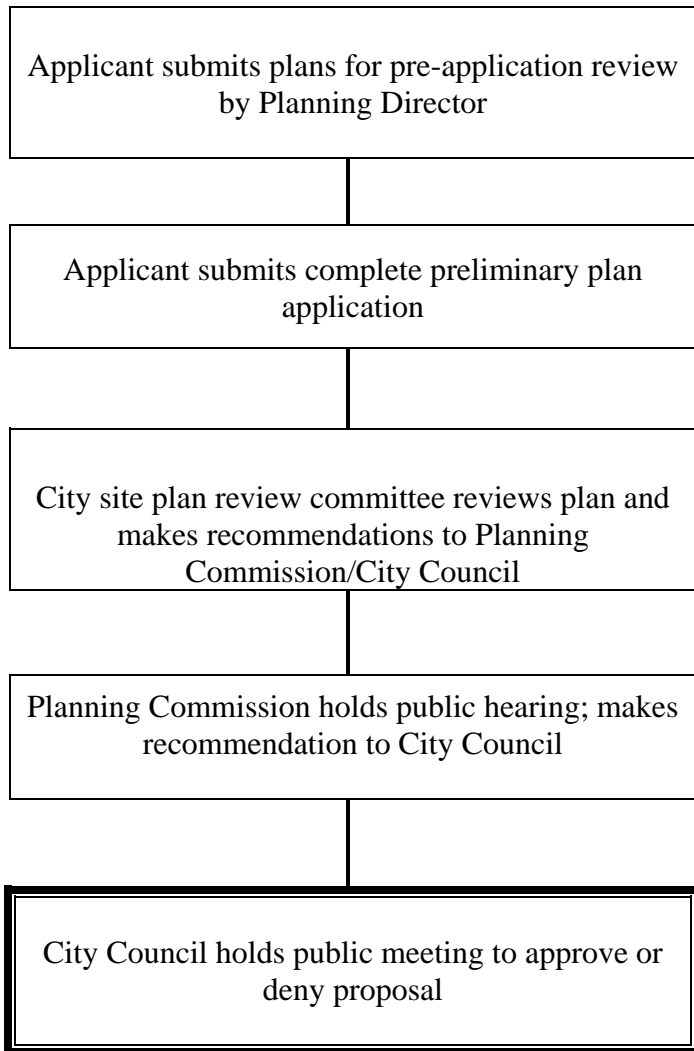 Applicant submits plans for pre-application review
by Planning Director
Applicant submits complete preliminary plan
application
City site plan review committee reviews plan and
makes recommendations to Planning
Commission/City Council
Planning Commission holds public hearing; makes
recommendation to City Council
City Council holds public meeting to approve or
deny proposal